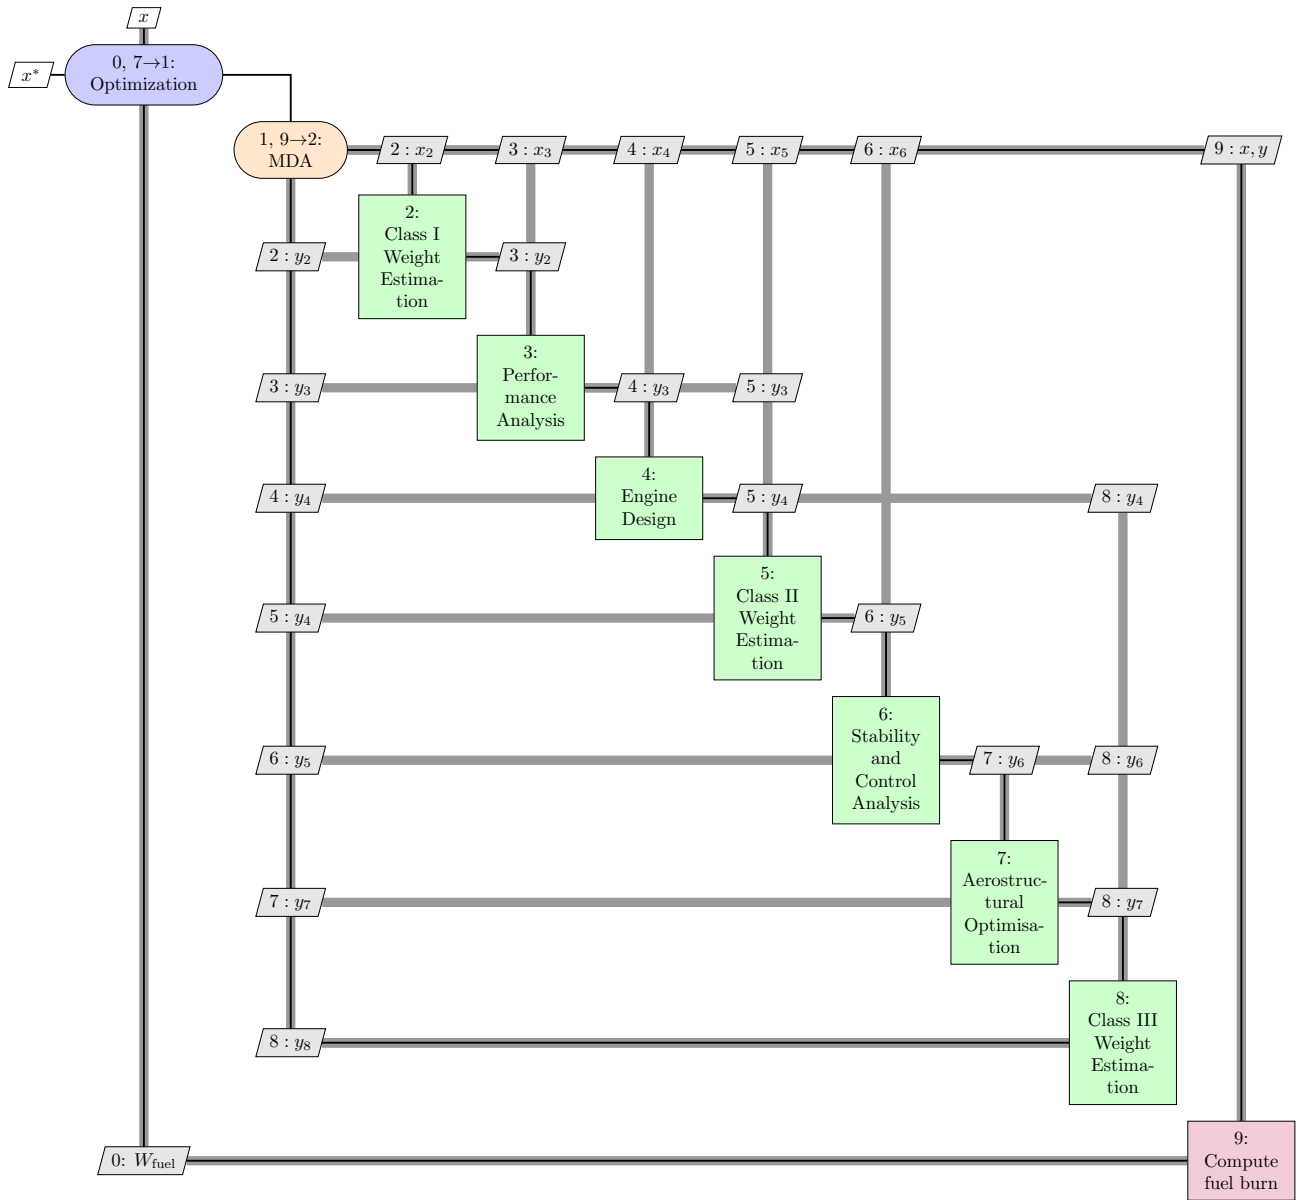 x
0, 7→1:
Optimization
x*
1, 9→2:
MDA
2 : x₂
3 : x₃
4 : x₄
5 : x₅
6 : x₆
9 : x, y
2:
Class I
Weight
Estima-
tion
2 : y₂
3 : y₂
3:
Perfor-
mance
Analysis
3 : y₃
4 : y₃
5 : y₃
4:
Engine
Design
4 : y₄
5 : y₄
8 : y₄
5:
Class II
Weight
Estima-
tion
5 : y₄
6 : y₅
6:
Stability
and
Control
Analysis
6 : y₅
7 : y₆
8 : y₆
7:
Aerostruc-
tural
Optimisa-
tion
7 : y₇
8 : y₇
8:
Class III
Weight
Estima-
tion
8 : y₈
9:
Compute
fuel burn
0: W_fuel